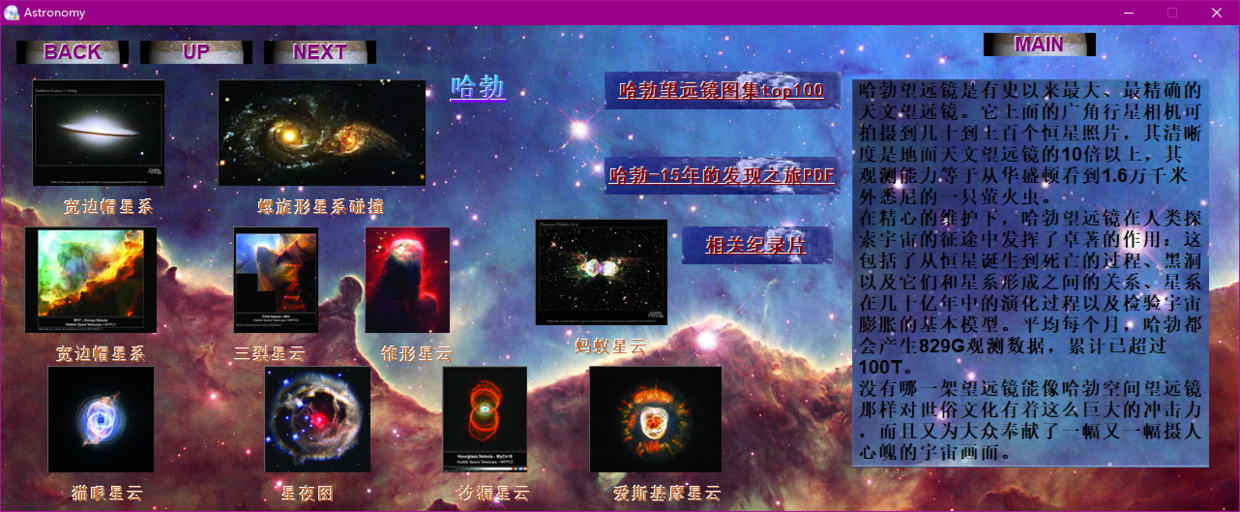 Astronomy
BACK
UP
NEXT
MAIN
哈勃
哈勃望远镜图集top100
哈勃-15年的发现之旅PDF
相关纪录片
宽边帽星系
螺旋形星系碰撞
宽边帽星系
三裂星云
锥形星云
蚂蚁星云
Hourglass Nebula • MyCn18
猫眼星云
星夜图
沙漏星云
爱斯基摩星云
哈勃望远镜是有史以来最大、最精确的
天文望远镜。它上面的广角行星相机可
拍摄到几十到上百个恒星照片，其清晰
度是地面天文望远镜的10倍以上，其
观测能力等于从华盛顿看到1.6万千米
外悉尼的一只萤火虫。
在精心的维护下，哈勃望远镜在人类探
索宇宙的征途中发挥了卓著的作用：这
包括了从恒星诞生到死亡的过程、黑洞
以及它们和星系形成之间的关系、星系
在几十亿年中的演化过程以及检验宇宙
膨胀的基本模型。平均每个月，哈勃都
会产生829G观测数据，累计已超过
100T。
没有哪一架望远镜能像哈勃空间望远镜
那样对世俗文化有着这么巨大的冲击力
，而且又为大众奉献了一幅又一幅摄人
心魄的宇宙画面。